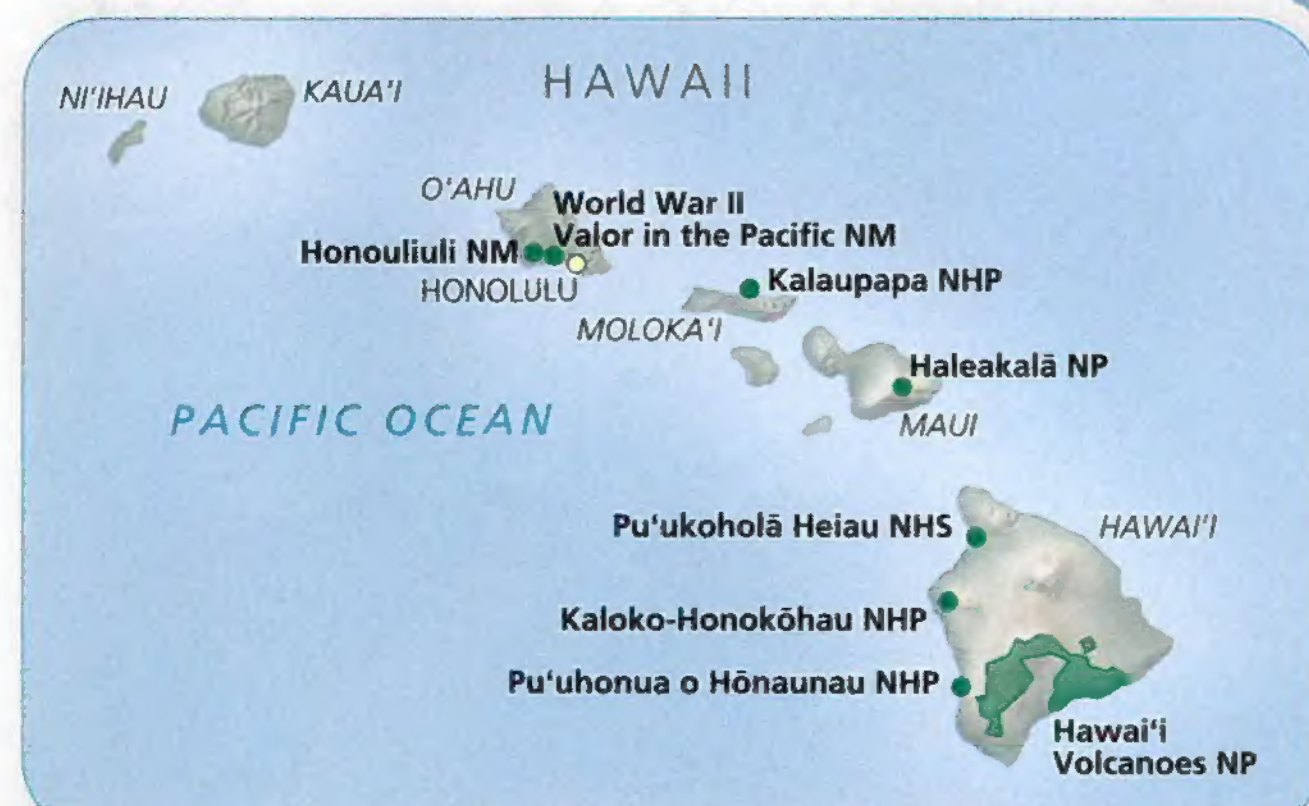 HAWAII
NI'IHAU
KAUA'I
O'AHU
World War II
Valor in the Pacific NM
Honouliuli NM
HONOLULU
Kalaupapa NHP
MOLOKA'I
Haleakalā NP
MAUI
PACIFIC OCEAN
Pu‘ukoholā Heiau NHS
HAWAI'I
Kaloko-Honokōhau NHP
Pu‘uhonua o Hōnaunau NHP
Hawai‘i
Volcanoes NP